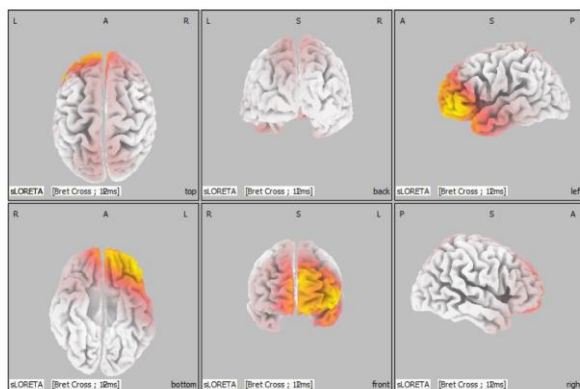 L A R
sLORETA [Bret Cross ; 12ms] top
S
sLORETA [Bret Cross ; 12ms] back
A S P
sLORETA [Bret Cross ; 12ms] left
R A L
sLORETA [Bret Cross ; 12ms] bottom
R S L
sLORETA [Bret Cross ; 12ms] front
P S A
sLORETA [Bret Cross ; 12ms] right